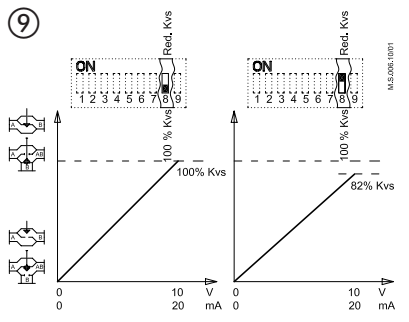 9
Red. Kvs
Red. Kvs
ON
ON
1 2 3 4 5 6 7 8 9
1 2 3 4 5 6 7 8 9
M.S.006.10/01
100 % Kvs
100 % Kvs
A B
A AB
B
100% Kvs
82% Kvs
A B
A AB
B
0 10 V
0 10 V
0 20 mA
0 20 mA